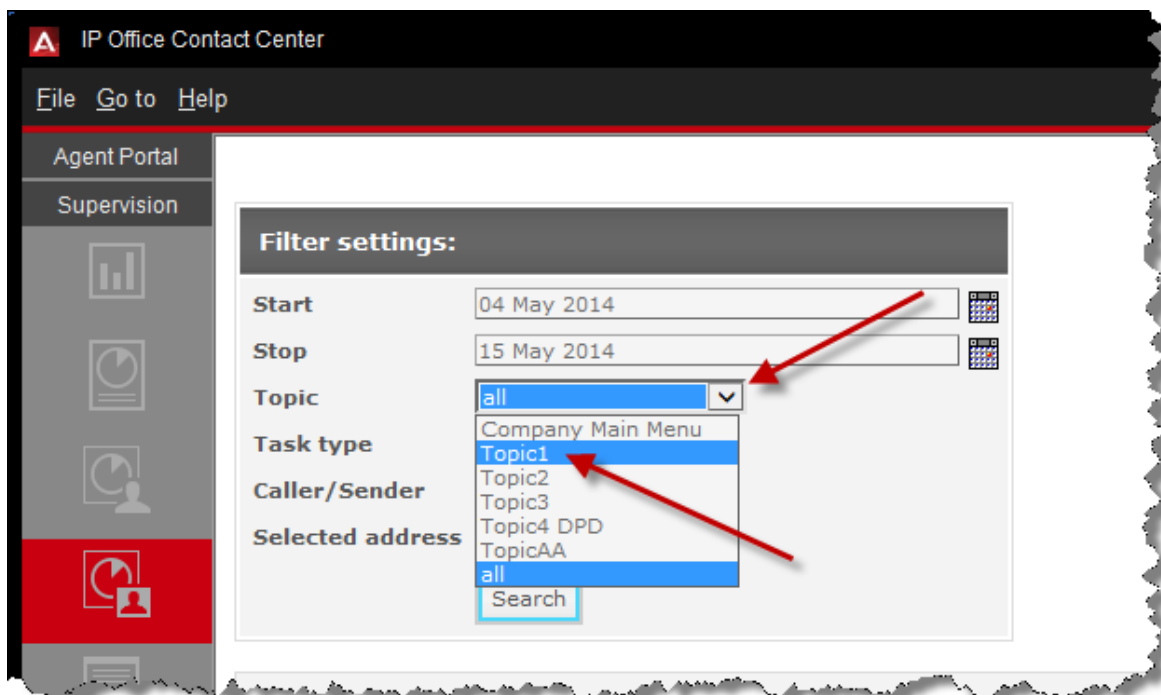 IP Office Contact Center
File Go to Help
Agent Portal
Supervision
Filter settings:
Start 04 May 2014
Stop 15 May 2014
Topic all
Company Main Menu
Task type
Topic1
Topic2
Caller/Sender
Topic3
Topic4 DPD
Selected address
TopicAA
all
Search